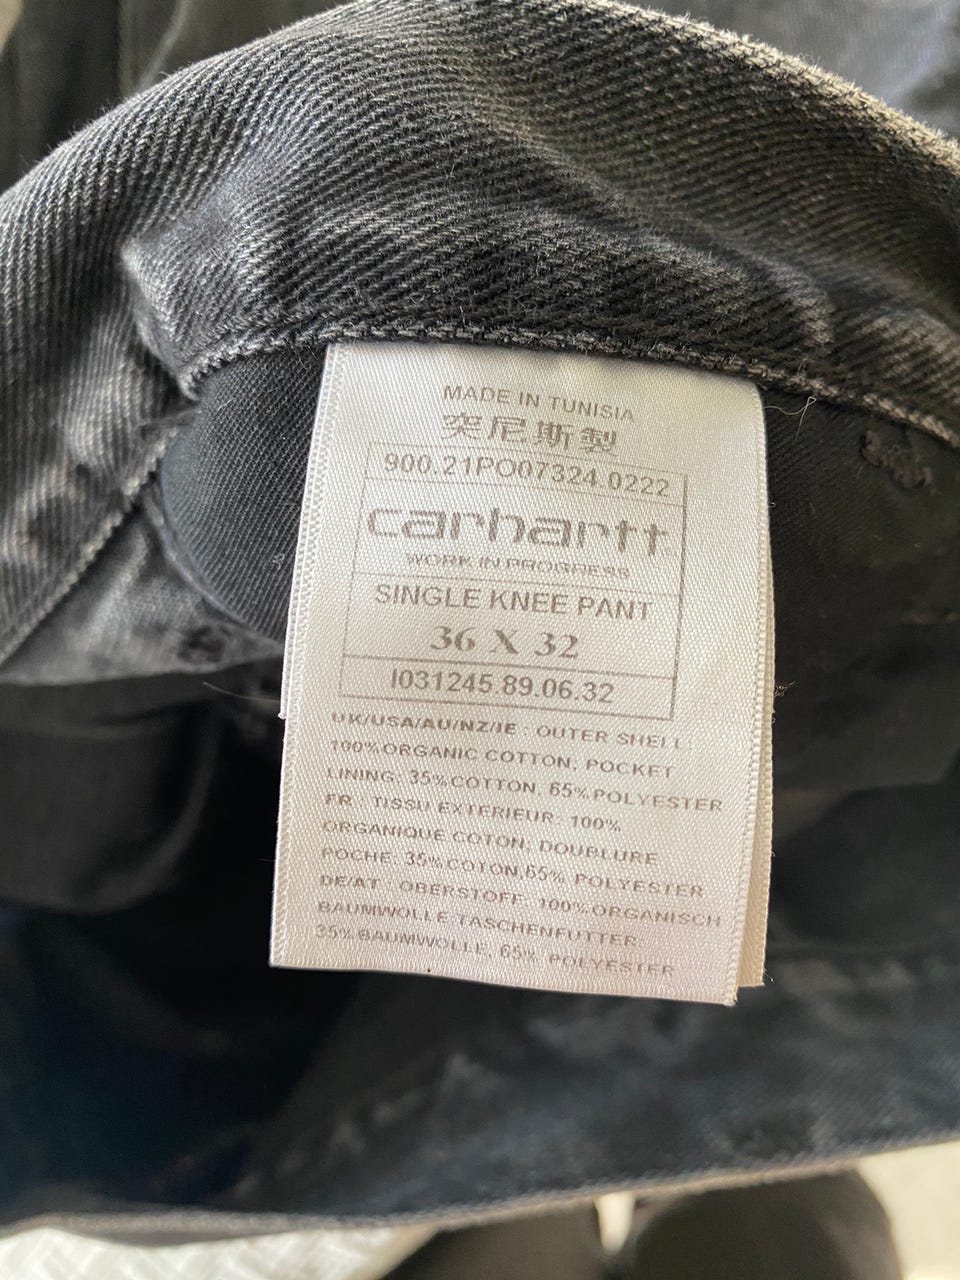 MADE IN TUNISIA
突尼斯製
900.21PO07324.0222
carhartt
WORK IN PROGRESS
SINGLE KNEE PANT
36 X 32
I031245.89.06.32
UK/USA/AU/NZ/IE : OUTER SHELL:
100%ORGANIC COTTON; POCKET
LINING: 35%COTTON, 65%POLYESTER
FR : TISSU EXTERIEUR: 100%
ORGANIQUE COTON; DOUBLURE
POCHE: 35%COTON,65% POLYESTER
DE/AT : OBERSTOFF: 100%ORGANISCH
BAUMWOLLE TASCHENFUTTER:
35%BAUMWOLLE, 65% POLYESTER